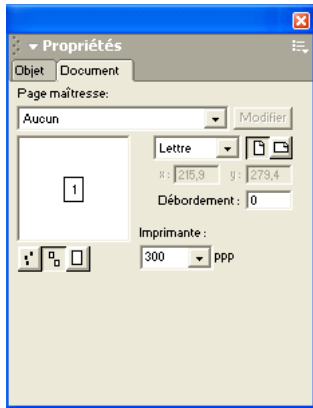 Propriétés
Objet Document
Page maîtresse:
Aucun Modifier
1
Lettre
x: 215,9 y: 279,4
Débordement : 0
Imprimante :
300 ppp